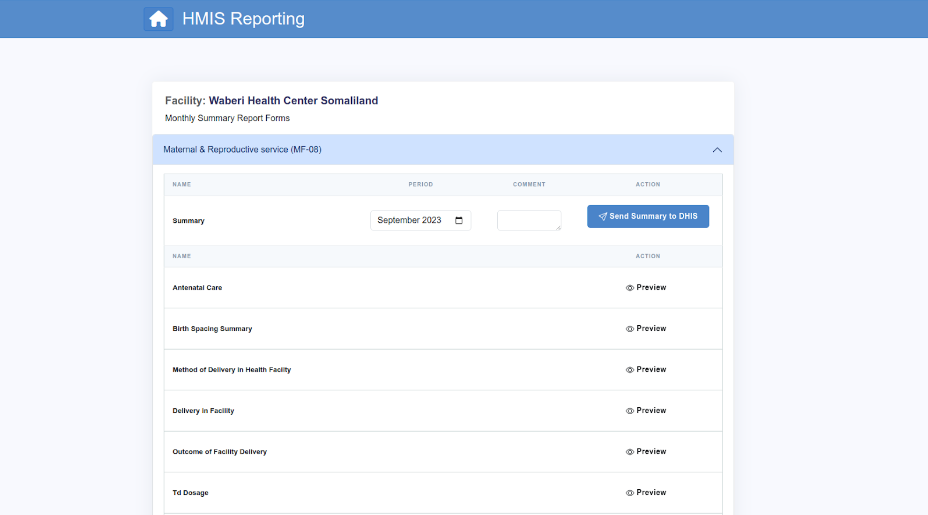 HMIS Reporting
Facility: Waberi Health Center Somaliland
Monthly Summary Report Forms
Maternal & Reproductive service (MF-08)
NAME PERIOD COMMENT ACTION
Summary September 2023 Send Summary to DHIS
NAME ACTION
Antenatal Care Preview
Birth Spacing Summary Preview
Method of Delivery in Health Facilty Preview
Delivery in Facility Preview
Outcome of Facility Delivery Preview
Td Dosage Preview